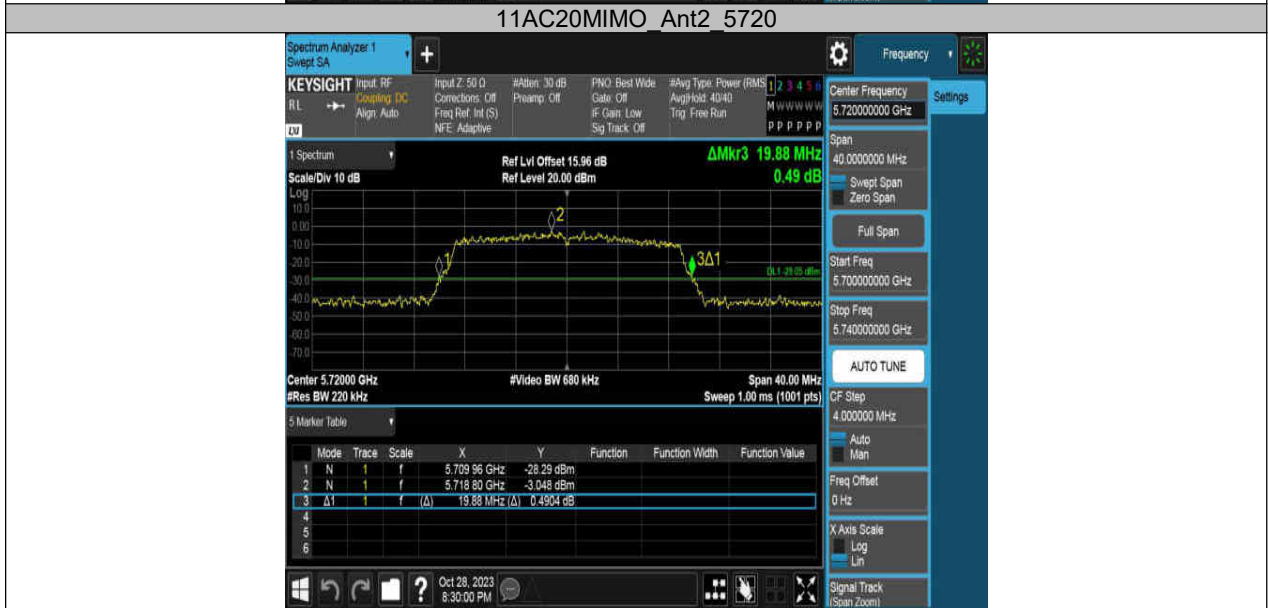 11AC20MIMO_Ant2_5720
Spectrum Analyzer 1
Swept SA
+
Frequency
KEYSIGHT
RL
Input: RF
Coupling: DC
Align: Auto
Input Z: 50 Ω
Corrections: Off
Freq Ref: Int (S)
NFE: Adaptive
#Atten: 30 dB
Preamp: Off
PNO: Best Wide
Gate: Off
IF Gain: Low
Sig Track: Off
#Avg Type: Power (RMS
Avg|Hold: 40/40
Trig: Free Run
1 2 3 4 5 6
M W W W W W
P P P P P P
Center Frequency
5.720000000 GHz
Settings
1 Spectrum
Scale/Div 10 dB
Ref Lvl Offset 15.96 dB
Ref Level 20.00 dBm
ΔMkr3 19.88 MHz
0.49 dB
Span
40.0000000 MHz
Swept Span
Zero Span
Full Span
Start Freq
5.700000000 GHz
Stop Freq
5.740000000 GHz
AUTO TUNE
CF Step
4.000000 MHz
Auto
Man
Freq Offset
0 Hz
X Axis Scale
Log
Lin
Signal Track
(Span Zoom)
Log
10.0
0.00
-10.0
-20.0
-30.0
-40.0
-50.0
-60.0
-70.0
1
2
3Δ1
DL1 -29.05 dBm
Center 5.72000 GHz
#Video BW 680 kHz
Span 40.00 MHz
#Res BW 220 kHz
Sweep 1.00 ms (1001 pts)
5 Marker Table
Mode Trace Scale X Y Function Function Width Function Value
1 N 1 f 5.709 96 GHz -28.29 dBm
2 N 1 f 5.718 80 GHz -3.048 dBm
3 Δ1 1 f (Δ) 19.88 MHz (Δ) 0.4904 dB
4
5
6
?
Oct 28, 2023
8:30:00 PM